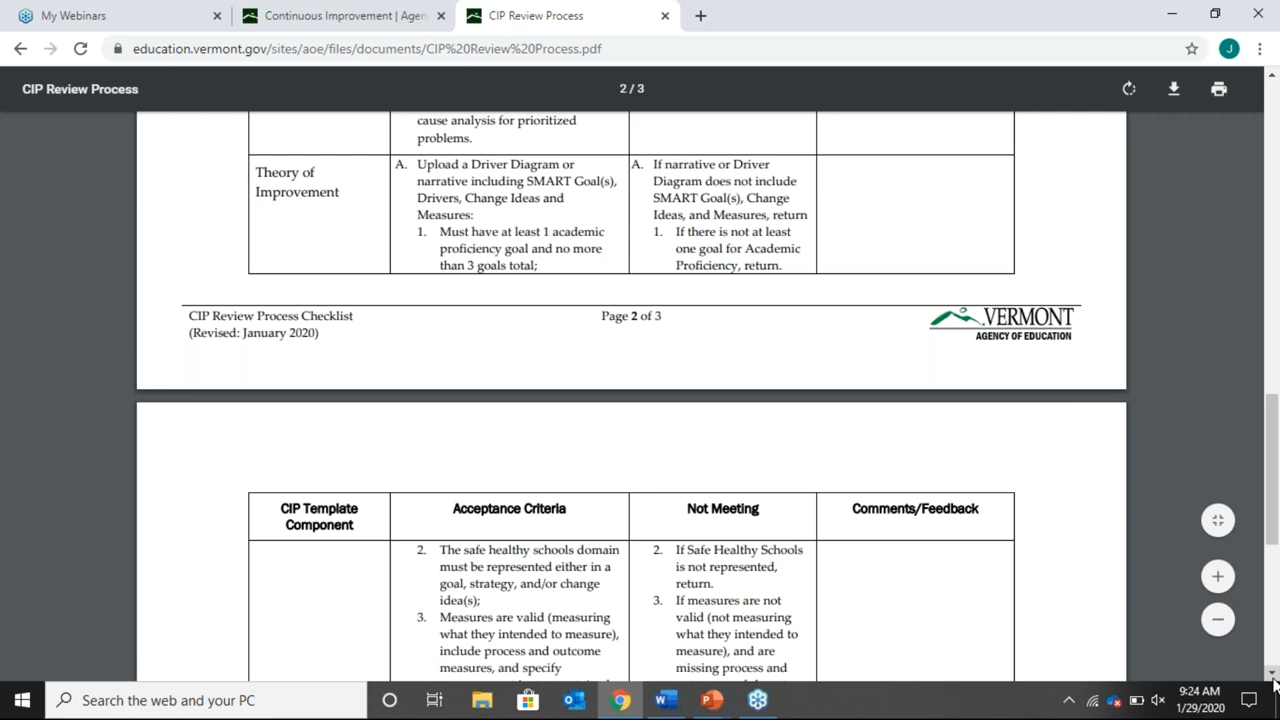 My Webinars
Continuous Improvement | Agen
CIP Review Process
education.vermont.gov/sites/aoe/files/documents/CIP%20Review%20Process.pdf
J
CIP Review Process
2 / 3
cause analysis for prioritized
problems.
Theory of
Improvement
A. Upload a Driver Diagram or
narrative including SMART Goal(s),
Drivers, Change Ideas and
Measures:
1. Must have at least 1 academic
proficiency goal and no more
than 3 goals total;
A. If narrative or Driver
Diagram does not include
SMART Goal(s), Change
Ideas, and Measures, return
1. If there is not at least
one goal for Academic
Proficiency, return.
CIP Review Process Checklist
(Revised: January 2020)
Page 2 of 3
VERMONT
AGENCY OF EDUCATION
CIP Template
Component
Acceptance Criteria
Not Meeting
Comments/Feedback
2. The safe healthy schools domain
must be represented either in a
goal, strategy, and/or change
idea(s);
3. Measures are valid (measuring
what they intended to measure),
include process and outcome
measures, and specify
2. If Safe Healthy Schools
is not represented,
return.
3. If measures are not
valid (not measuring
what they intended to
measure), and are
missing process and
Search the web and your PC
9:24 AM
1/29/2020